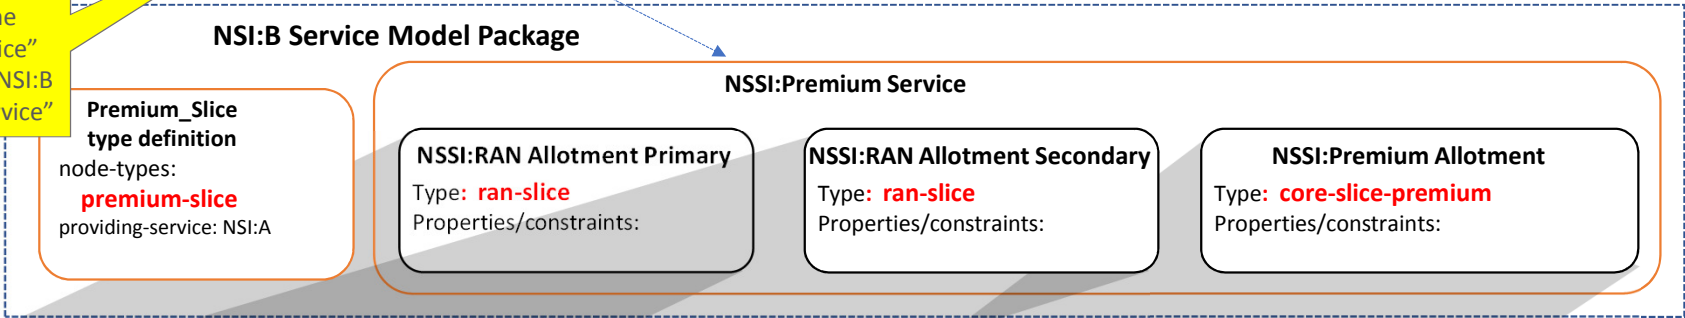 ice”
NSI:B
vice”
NSI:B Service Model Package
Premium_Slice
type definition
node-types:
premium-slice
providing-service: NSI:A
NSSI:Premium Service
NSSI:RAN Allotment Primary
Type: ran-slice
Properties/constraints:
NSSI:RAN Allotment Secondary
Type: ran-slice
Properties/constraints:
NSSI:Premium Allotment
Type: core-slice-premium
Properties/constraints: